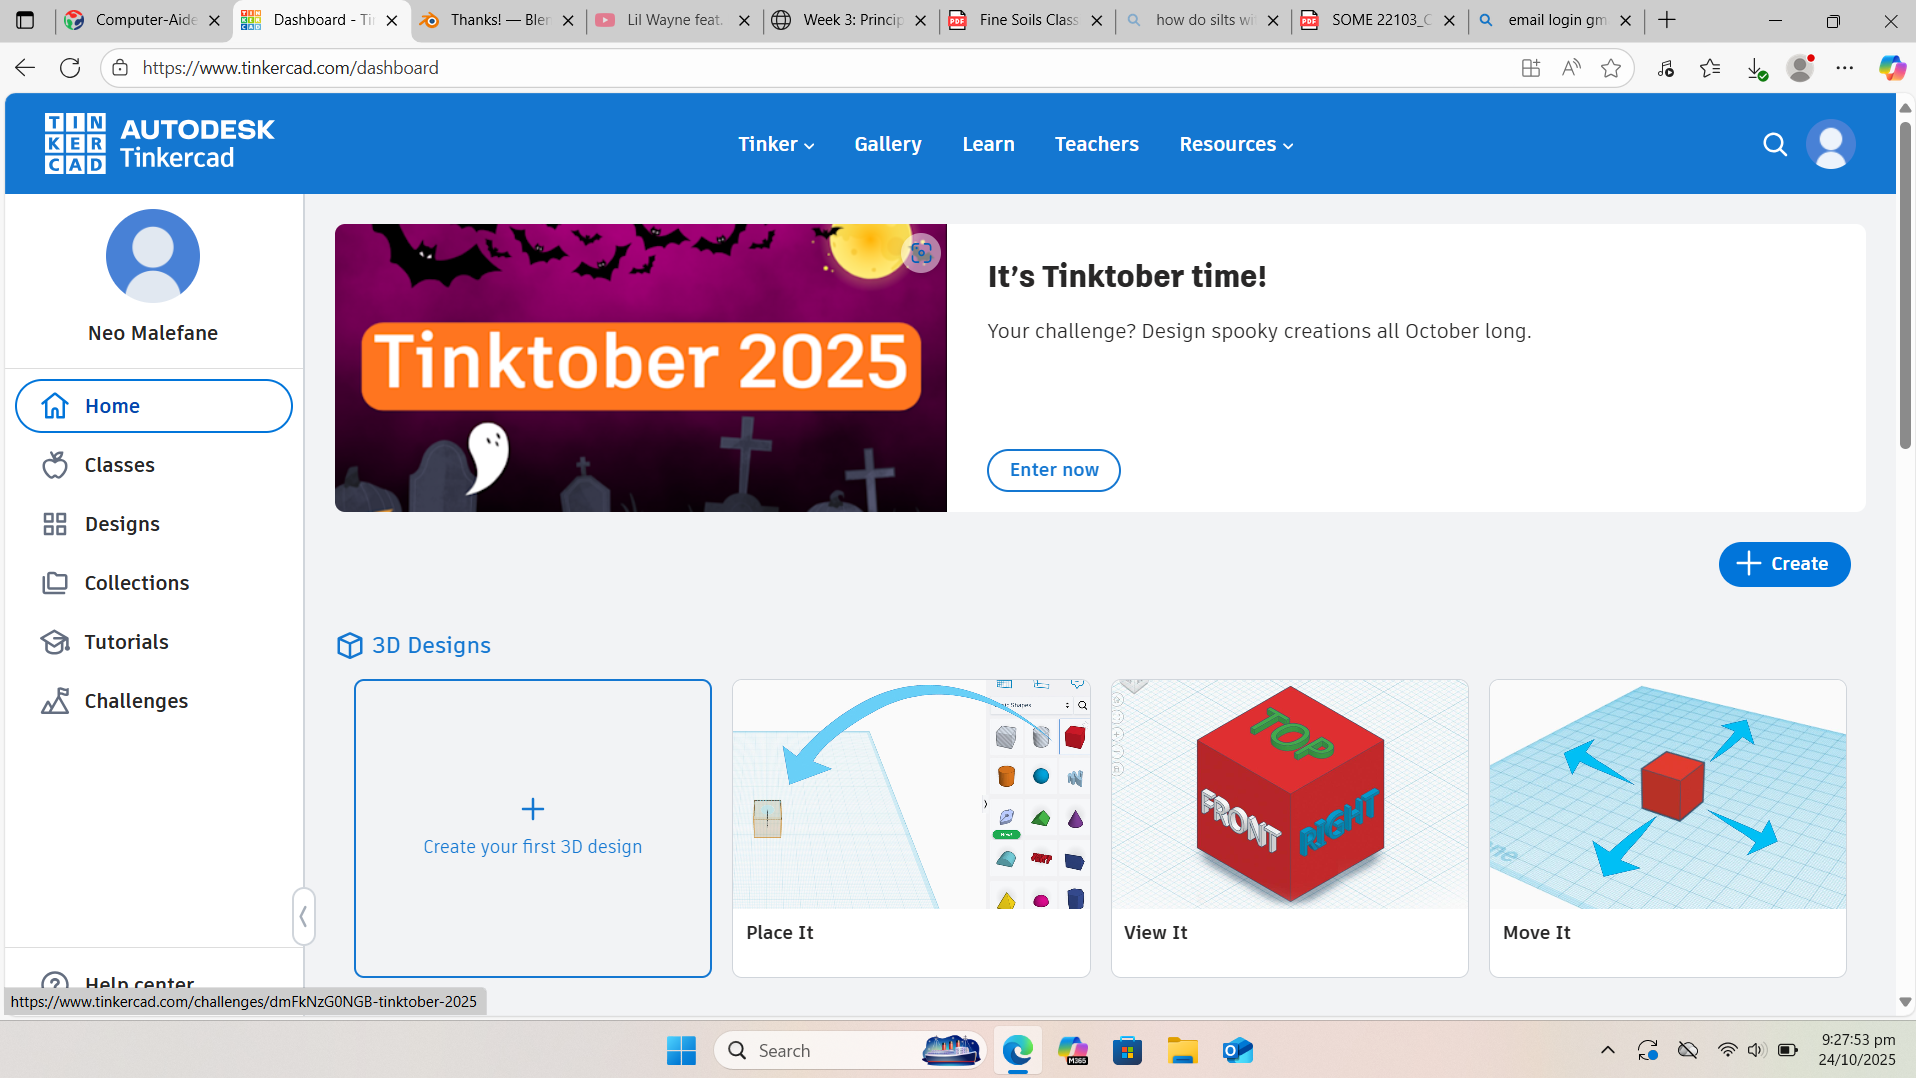 Computer-Aide
Dashboard - Ti
Thanks! — Blen
Lil Wayne feat.
Week 3: Princip
Fine Soils Class
how do silts wi
SOME 22103_C
email login gm
https://www.tinkercad.com/dashboard
TIN
KER
CAD
AUTODESK
Tinkercad
Tinker
Gallery
Learn
Teachers
Resources
Neo Malefane
Home
Classes
Designs
Collections
Tutorials
Challenges
Help center
Tinktober 2025
It's Tinktober time!
Your challenge? Design spooky creations all October long.
Enter now
Create
3D Designs
Create your first 3D design
Shapes
Place It
TOP
FRONT
RIGHT
View It
Move It
https://www.tinkercad.com/challenges/dmFkNzG0NGB-tinktober-2025
Search
M365
9:27:53 pm
24/10/2025